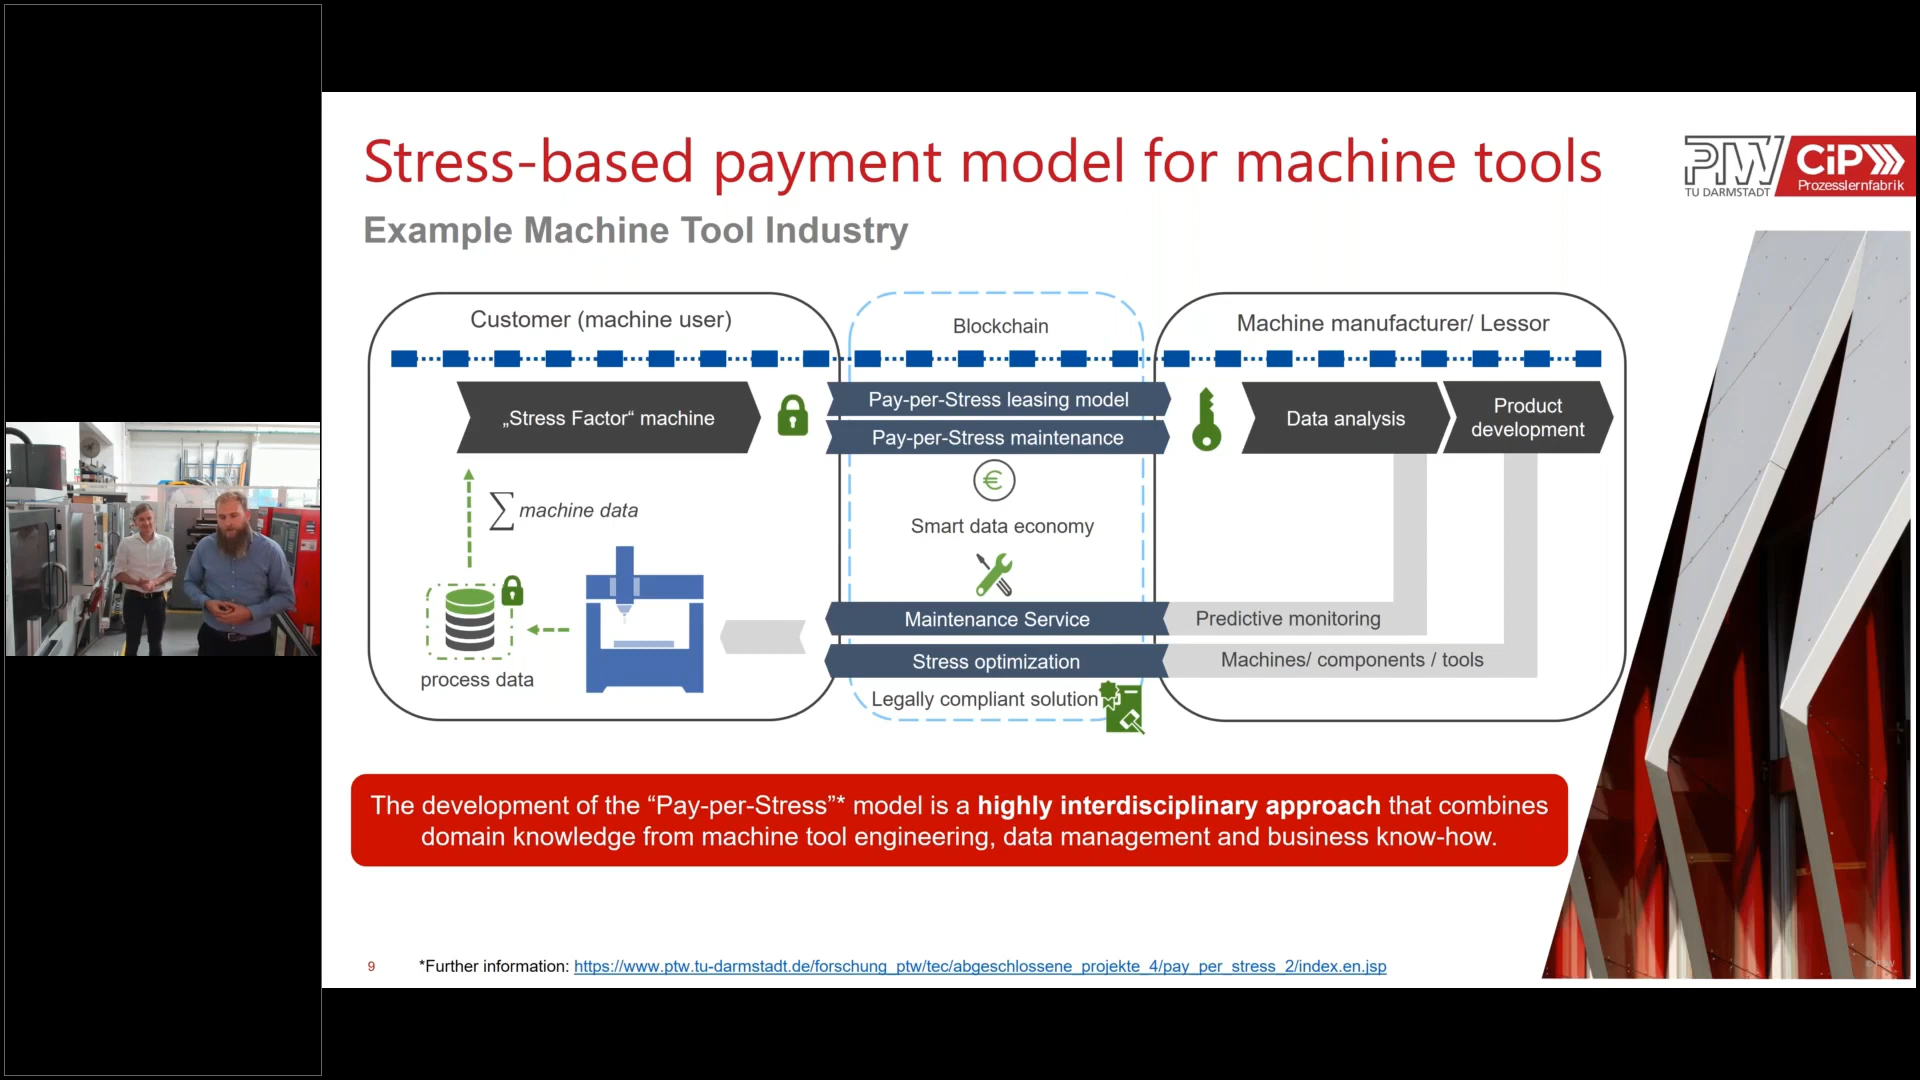 Stress-based payment model for machine tools
Example Machine Tool Industry
PTW
TU DARMSTADT
CiP
Prozesslernfabrik
Customer (machine user)
Blockchain
Machine manufacturer/ Lessor
„Stress Factor“ machine
Pay-per-Stress leasing model
Pay-per-Stress maintenance
Data analysis
Product
development
∑ machine data
€
Smart data economy
process data
Maintenance Service
Predictive monitoring
Stress optimization
Machines/ components / tools
Legally compliant solution
The development of the “Pay-per-Stress”* model is a highly interdisciplinary approach that combines
domain knowledge from machine tool engineering, data management and business know-how.
9
*Further information: https://www.ptw.tu-darmstadt.de/forschung_ptw/tec/abgeschlossene_projekte_4/pay_per_stress_2/index.en.jsp